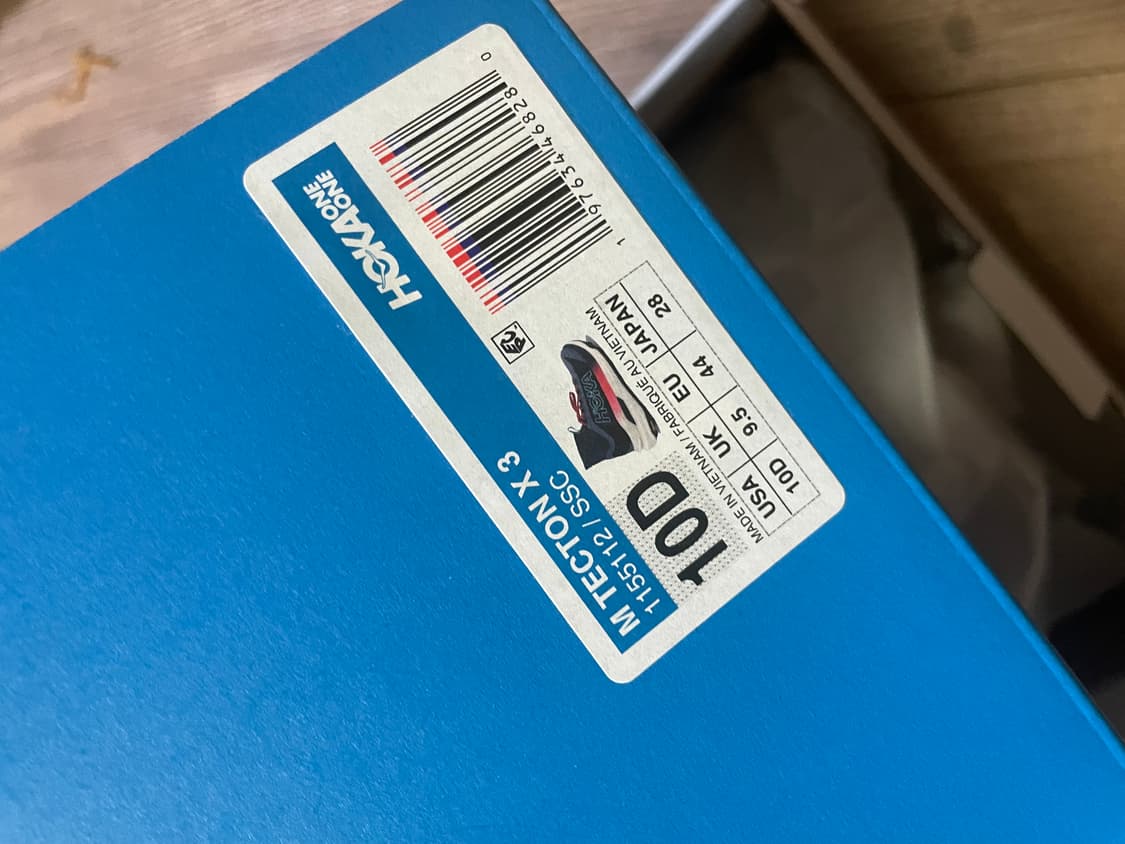 M TECTON X 3
1155112 / SSC
HOKA ONE ONE
10D
HOKA
MADE IN VIETNAM / FABRIQUÉ AU VIETNAM
USA UK EU JAPAN
10D 9.5 44 28
1 97634 46828 0